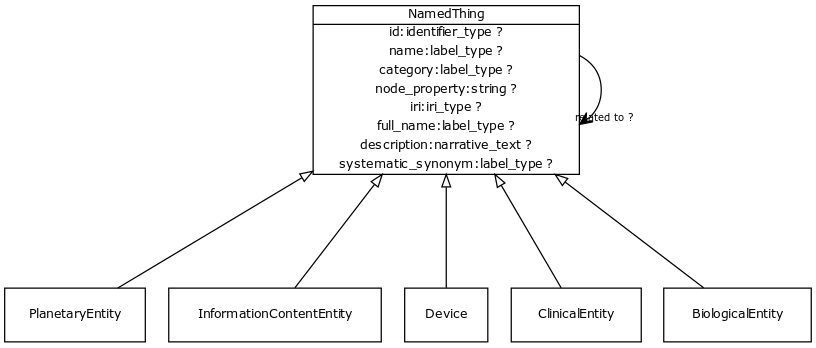 NamedThing
id:identifier_type ?
name:label_type ?
category:label_type ?
node_property:string ?
iri:iri_type ?
full_name:label_type ?
description:narrative_text ?
systematic_synonym:label_type ?
related to ?
PlanetaryEntity
InformationContentEntity
Device
ClinicalEntity
BiologicalEntity